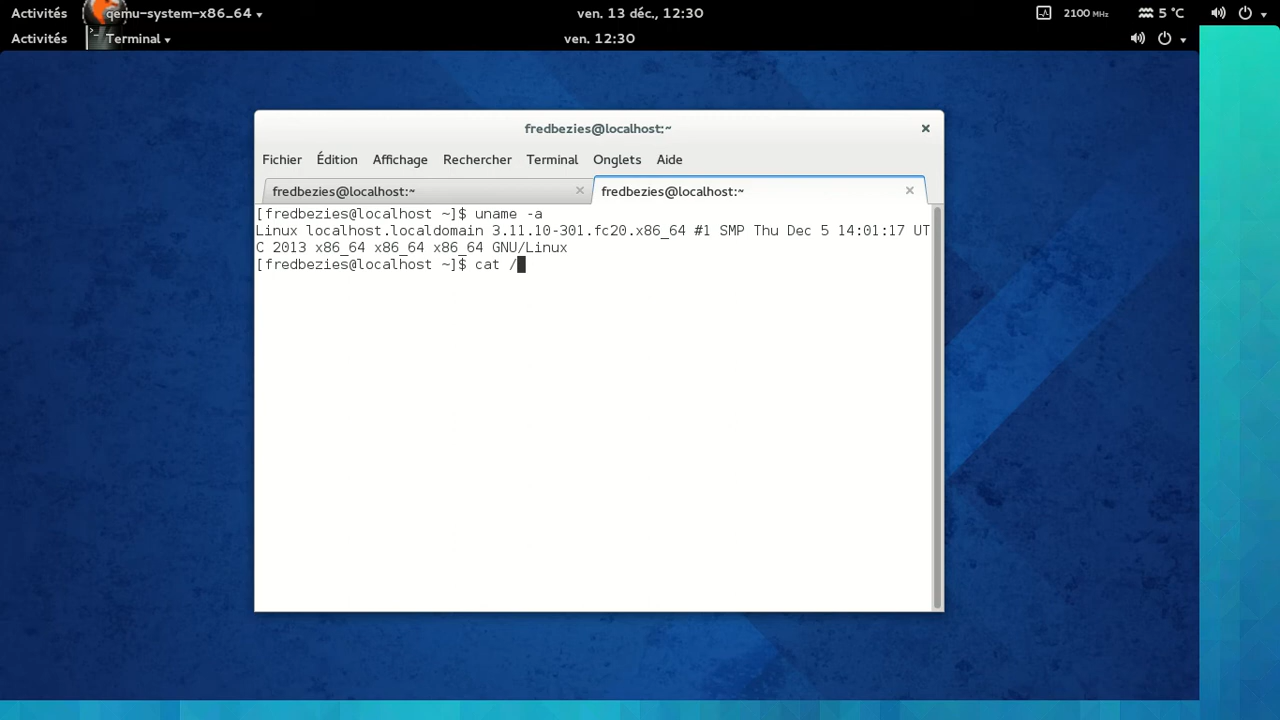 Activités qemu-system-x86_64 ven. 13 déc., 12:30 2100 MHz 5 °C
Activités Terminal ven. 12:30
fredbezies@localhost:~
Fichier Édition Affichage Rechercher Terminal Onglets Aide
fredbezies@localhost:~ fredbezies@localhost:~
[fredbezies@localhost ~]$ uname -a
Linux localhost.localdomain 3.11.10-301.fc20.x86_64 #1 SMP Thu Dec 5 14:01:17 UT
C 2013 x86_64 x86_64 x86_64 GNU/Linux
[fredbezies@localhost ~]$ cat /